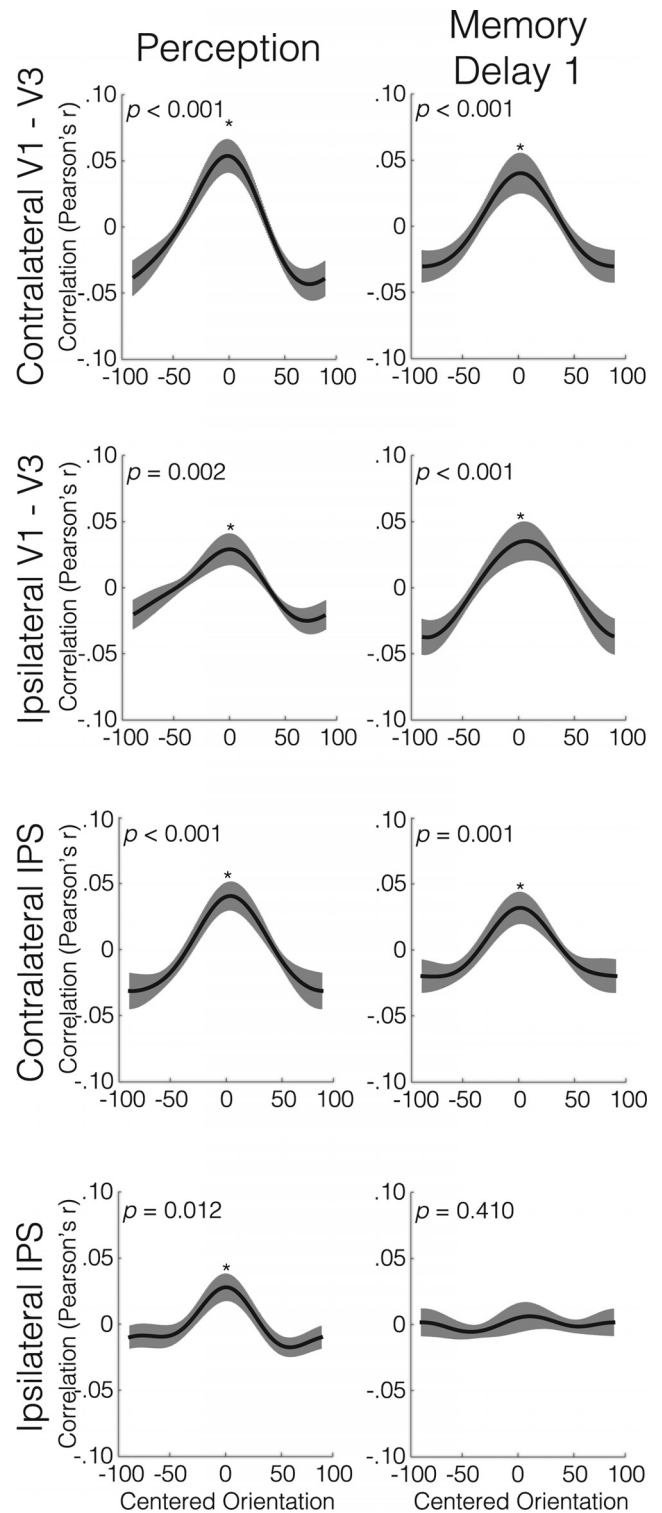 Perception
Memory
Delay 1
Contralateral V1 - V3
Correlation (Pearson's r)
.10
.05
0
-.05
-.10
p < 0.001
*
-100 -50 0 50 100
.10
.05
0
-.05
-.10
p < 0.001
*
-100 -50 0 50 100
Ipsilateral V1 - V3
Correlation (Pearson's r)
.10
.05
0
-.05
-.10
p = 0.002
*
-100 -50 0 50 100
.10
.05
0
-.05
-.10
p < 0.001
*
-100 -50 0 50 100
Contralateral IPS
Correlation (Pearson's r)
.10
.05
0
-.05
-.10
p < 0.001
*
-100 -50 0 50 100
.10
.05
0
-.05
-.10
p = 0.001
*
-100 -50 0 50 100
Ipsilateral IPS
Correlation (Pearson's r)
.10
.05
0
-.05
-.10
p = 0.012
*
-100 -50 0 50 100
Centered Orientation
.10
.05
0
-.05
-.10
p = 0.410
-100 -50 0 50 100
Centered Orientation